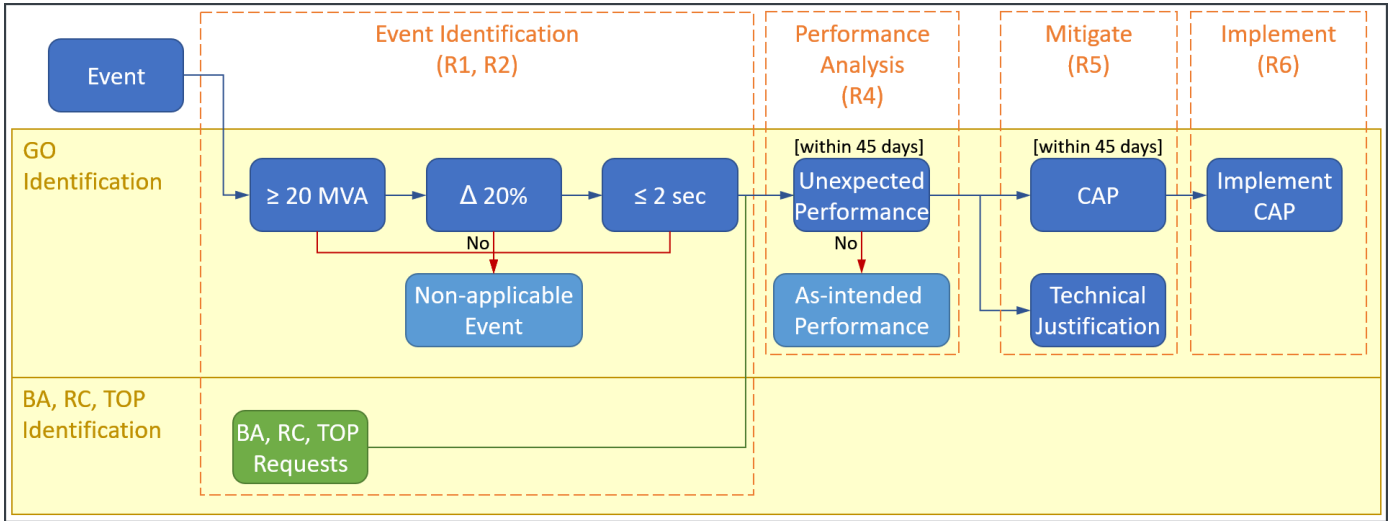 Event
Event Identification
(R1, R2)
Performance
Analysis
(R4)
Mitigate
(R5)
Implement
(R6)
GO
Identification
≥ 20 MVA
Δ 20%
≤ 2 sec
[within 45 days]
Unexpected
Performance
[within 45 days]
CAP
Implement
CAP
No
No
Non-applicable
Event
As-intended
Performance
Technical
Justification
BA, RC, TOP
Identification
BA, RC, TOP
Requests